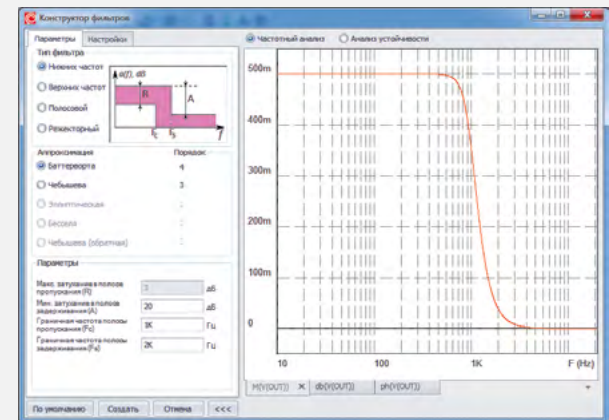 Конструктор фильтров
Параметры Настройки
Тип фильтра
Нижних частот
Верхних частот
Полосовой
Режекторный
a(f), dB
R
A
fc fs f
Аппроксимация Порядок
Баттерворта 4
Чебышева 3
Эллиптическая
Бесселя
Чебышева (обратная)
Параметры
Макс. затухание в полосе
пропускания (R) 3 дБ
Мин. затухание в полосе
задерживания (A) 20 дБ
Граничная частота полосы
пропускания (Fc) 1K Гц
Граничная частота полосы
задерживания (Fs) 2K Гц
По умолчанию Создать Отмена <<<
Частотный анализ Анализ устойчивости
500m
400m
300m
200m
100m
0
10 100 1K F (Hz)
M(V(OUT)) db(V(OUT)) ph(V(OUT))